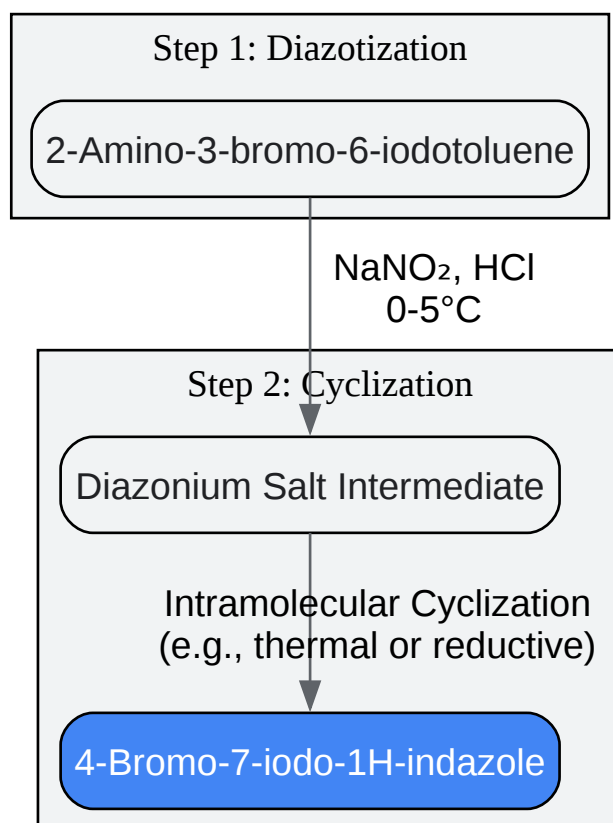 Step 1: Diazotization
2-Amino-3-bromo-6-iodotoluene
NaNO₂, HCl
0-5°C
Step 2: Cyclization
Diazonium Salt Intermediate
Intramolecular Cyclization
(e.g., thermal or reductive)
4-Bromo-7-iodo-1H-indazole